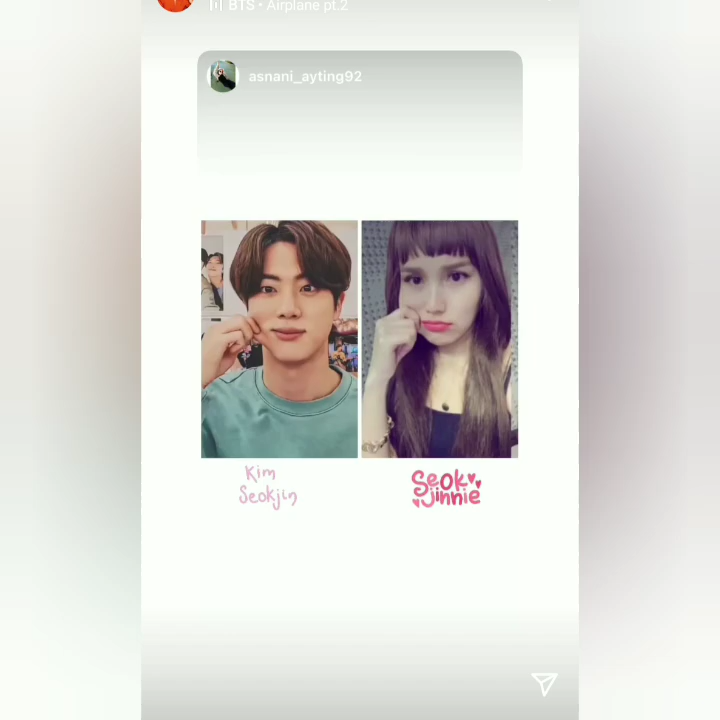 BTS • Airplane pt.2
asnani_ayting92
Kim
Seokjin
Seok
jinnie